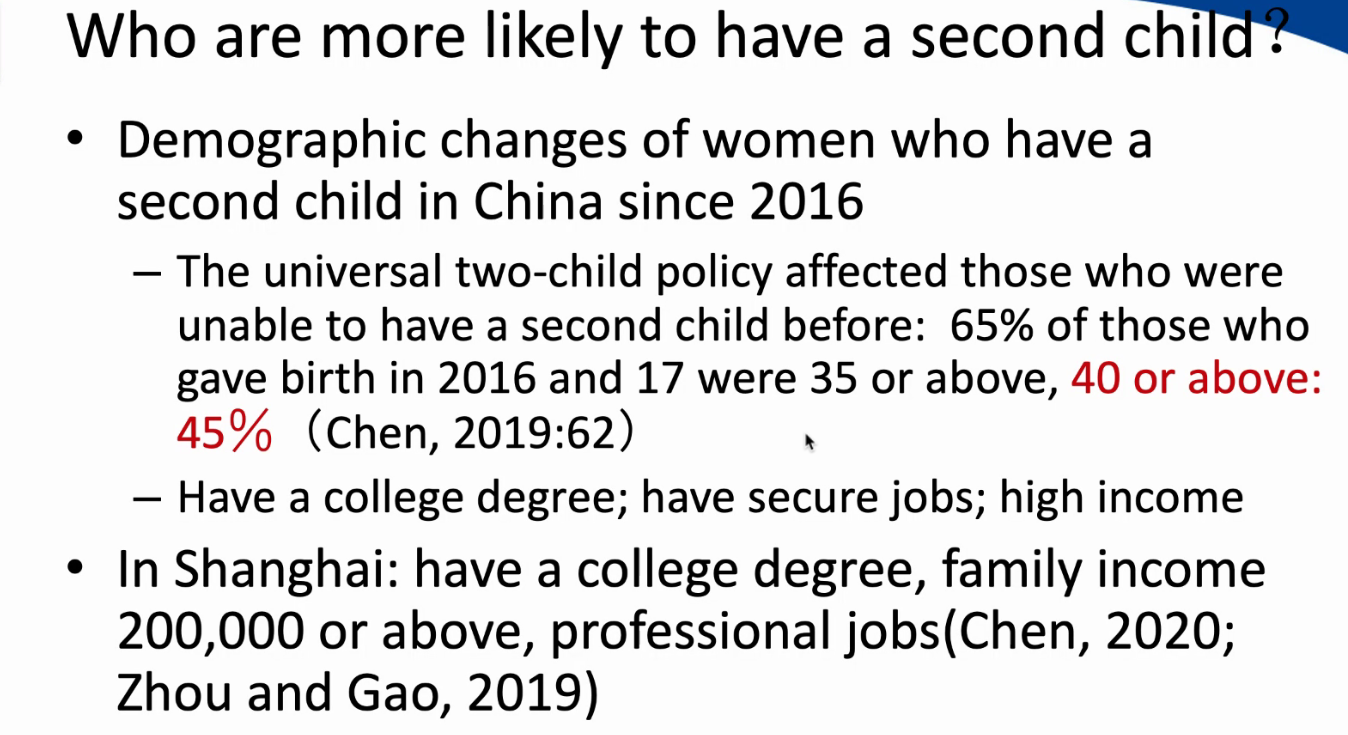 Who are more likely to have a second child？
• Demographic changes of women who have a
second child in China since 2016
– The universal two-child policy affected those who were
unable to have a second child before:  65% of those who
gave birth in 2016 and 17 were 35 or above, 40 or above:
45%（Chen, 2019:62）
– Have a college degree; have secure jobs; high income
• In Shanghai: have a college degree, family income
200,000 or above, professional jobs(Chen, 2020;
Zhou and Gao, 2019)